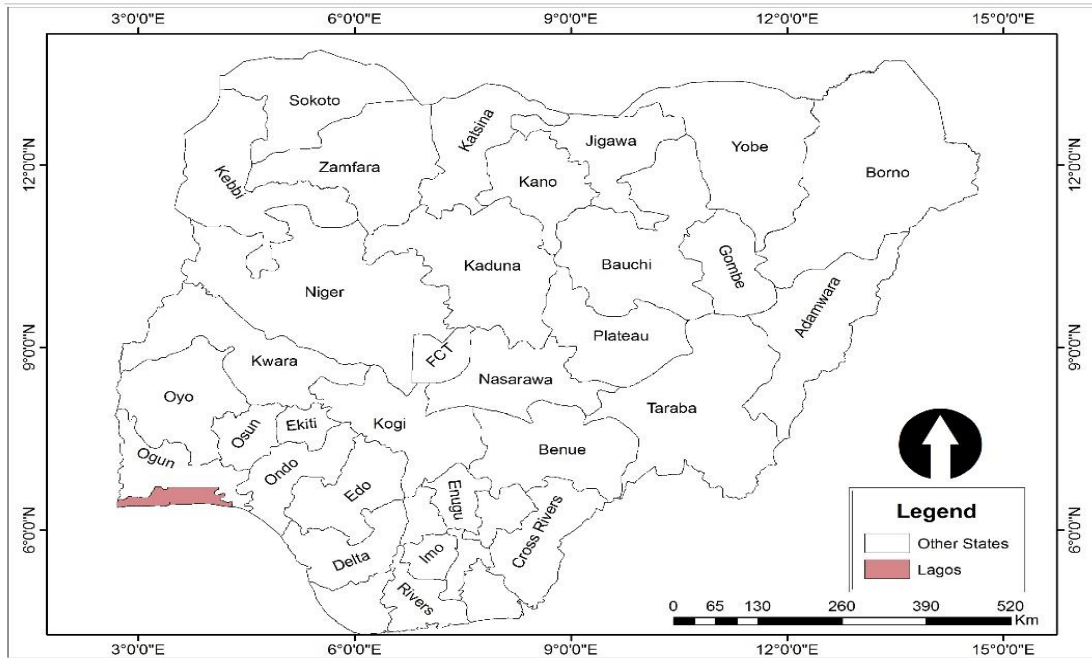 3°0'0"E 6°0'0"E 9°0'0"E 12°0'0"E 15°0'0"E
Sokoto
Katsina
Jigawa
Yobe
Zamfara
Kano
Borno
Kebbi
12°0'0"N 12°0'0"N
Kaduna
Bauchi
Gombe
Niger
Adamwara
Plateau
9°0'0"N 9°0'0"N
FCT
Kwara
Nasarawa
Oyo
Taraba
Kogi
Osun
Ekiti
Benue
Ogun
Ondo
Edo
Enugu
Cross Rivers
6°0'0"N 6°0'0"N
Delta
Imo
Rivers
Legend
Other States
Lagos
0 65 130 260 390 520
Km
3°0'0"E 6°0'0"E 9°0'0"E 12°0'0"E 15°0'0"E